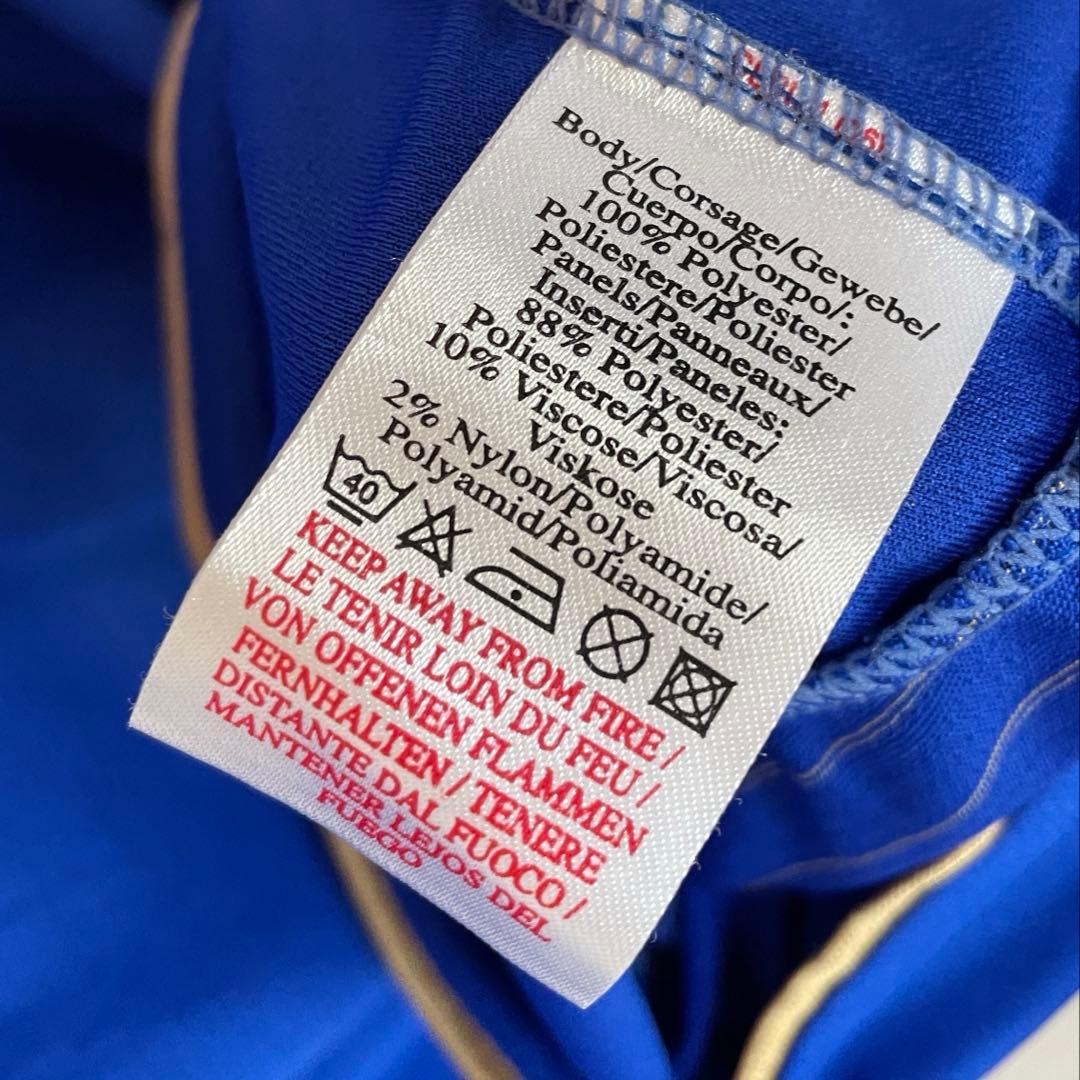 Body/Corsage/Gewebe/
Cuerpo/Corpo/:
100% Polyester/
Poliestere/Poliester
Panels/Panneaux/
Inserti/Paneles:
88% Polyester/
Poliestere/Poliester
10% Viscose/Viscosa/
Viskose
2% Nylon/Polyamide/
Polyamid/Poliamida
40
KEEP AWAY FROM FIRE /
LE TENIR LOIN DU FEU /
VON OFFENEN FLAMMEN
FERNHALTEN / TENERE
DISTANTE DAL FUOCO /
MANTENER LEJOS DEL
FUEGO